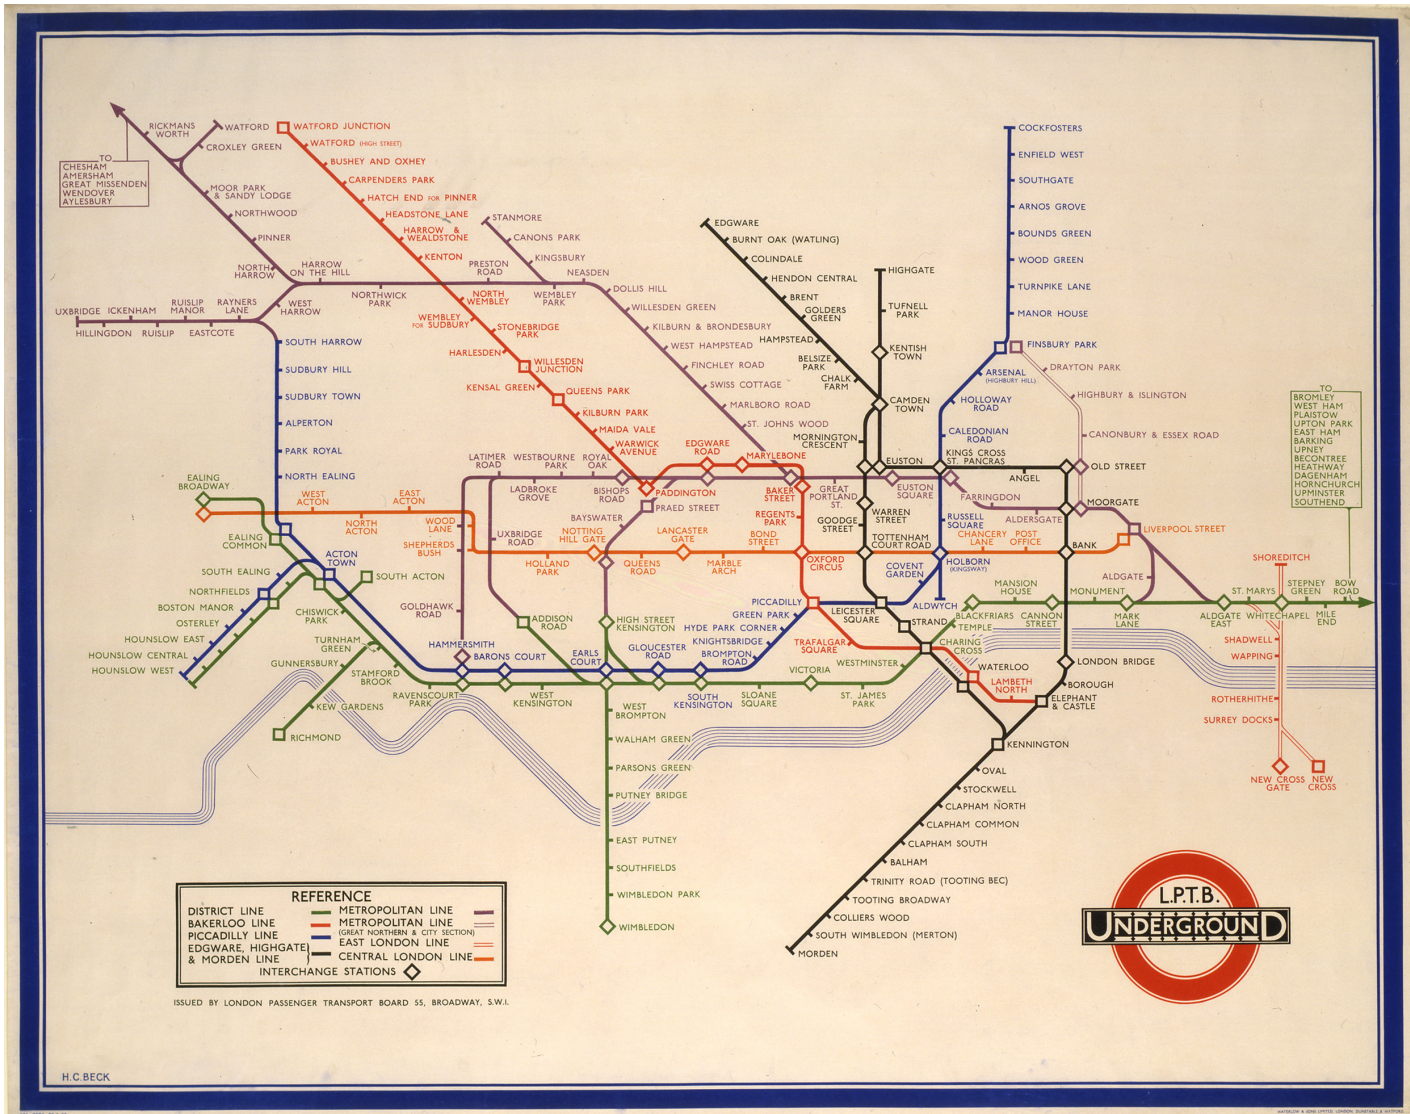 RICKMANS
WORTH
WATFORD
CROXLEY GREEN
TO
CHESHAM
AMERSHAM
GREAT MISSENDEN
WENDOVER
AYLESBURY
MOOR PARK
& SANDY LODGE
NORTHWOOD
PINNER
NORTH
HARROW
HARROW
ON THE HILL
NORTHWICK
PARK
PRESTON
ROAD
UXBRIDGE
ICKENHAM
RUISLIP
MANOR
RAYNERS
LANE
WEST
HARROW
HILLINGDON
RUISLIP
EASTCOTE
WATFORD JUNCTION
WATFORD (HIGH STREET)
BUSHEY AND OXHEY
CARPENDERS PARK
HATCH END FOR PINNER
HEADSTONE LANE
HARROW &
WEALDSTONE
KENTON
NORTH
WEMBLEY
WEMBLEY
FOR SUDBURY
STONEBRIDGE
PARK
HARLESDEN
WILLESDEN
JUNCTION
KENSAL GREEN
QUEENS PARK
KILBURN PARK
MAIDA VALE
WARWICK
AVENUE
STANMORE
CANONS PARK
KINGSBURY
WEMBLEY
PARK
NEASDEN
DOLLIS HILL
WILLESDEN GREEN
KILBURN & BRONDESBURY
WEST HAMPSTEAD
FINCHLEY ROAD
SWISS COTTAGE
MARLBORO ROAD
ST. JOHNS WOOD
EDGWARE
BURNT OAK (WATLING)
COLINDALE
HENDON CENTRAL
BRENT
GOLDERS
GREEN
HAMPSTEAD
BELSIZE
PARK
CHALK
FARM
HIGHGATE
TUFNELL
PARK
KENTISH
TOWN
CAMDEN
TOWN
MORNINGTON
CRESCENT
EUSTON
COCKFOSTERS
ENFIELD WEST
SOUTHGATE
ARNOS GROVE
BOUNDS GREEN
WOOD GREEN
TURNPIKE LANE
MANOR HOUSE
FINSBURY PARK
DRAYTON PARK
ARSENAL
(HIGHBURY HILL)
HIGHBURY & ISLINGTON
HOLLOWAY
ROAD
CALEDONIAN
ROAD
CANONBURY & ESSEX ROAD
KINGS CROSS
ST. PANCRAS
ANGEL
OLD STREET
TO
BROMLEY
WEST HAM
PLAISTOW
UPTON PARK
EAST HAM
BARKING
UPNEY
BECONTREE
HEATHWAY
DAGENHAM
HORNCHURCH
UPMINSTER
SOUTHEND
SOUTH HARROW
SUDBURY HILL
SUDBURY TOWN
ALPERTON
PARK ROYAL
NORTH EALING
EALING
BROADWAY
WEST
ACTON
EAST
ACTON
NORTH
ACTON
EALING
COMMON
WOOD
LANE
SHEPHERDS
BUSH
LATIMER
ROAD
WESTBOURNE
PARK
ROYAL
OAK
LADBROKE
GROVE
BISHOPS
ROAD
EDGWARE
ROAD
MARYLEBONE
PADDINGTON
PRAED STREET
BAKER
STREET
GREAT
PORTLAND
ST.
EUSTON
SQUARE
FARRINGDON
ALDERSGATE
MOORGATE
BAYSWATER
REGENTS
PARK
GOODGE
STREET
WARREN
STREET
RUSSELL
SQUARE
CHANCERY
LANE
POST
OFFICE
LIVERPOOL STREET
UXBRIDGE
ROAD
HOLLAND
PARK
NOTTING
HILL GATE
QUEENS
ROAD
LANCASTER
GATE
MARBLE
ARCH
BOND
STREET
OXFORD
CIRCUS
TOTTENHAM
COURT ROAD
HOLBORN
(KINGSWAY)
BANK
COVENT
GARDEN
ALDWYCH
ALDGATE
SHOREDITCH
ACTON
TOWN
SOUTH ACTON
SOUTH EALING
NORTHFIELDS
BOSTON MANOR
OSTERLEY
HOUNSLOW EAST
HOUNSLOW CENTRAL
HOUNSLOW WEST
CHISWICK
PARK
TURNHAM
GREEN
GUNNERSBURY
KEW GARDENS
RICHMOND
STAMFORD
BROOK
RAVENSCOURT
PARK
GOLDHAWK
ROAD
HAMMERSMITH
BARONS COURT
WEST
KENSINGTON
ADDISON
ROAD
EARLS
COURT
HIGH STREET
KENSINGTON
GLOUCESTER
ROAD
SOUTH
KENSINGTON
SLOANE
SQUARE
VICTORIA
ST. JAMES
PARK
WESTMINSTER
PICCADILLY
GREEN PARK
HYDE PARK CORNER
KNIGHTSBRIDGE
BROMPTON
ROAD
TRAFALGAR
SQUARE
LEICESTER
SQUARE
STRAND
CHARING
CROSS
TEMPLE
BLACKFRIARS
MANSION
HOUSE
CANNON
STREET
MONUMENT
MARK
LANE
ALDGATE
EAST
ST. MARYS
WHITECHAPEL
STEPNEY
GREEN
MILE
END
BOW
ROAD
WATERLOO
LAMBETH
NORTH
LONDON BRIDGE
BOROUGH
ELEPHANT
& CASTLE
SHADWELL
WAPPING
ROTHERHITHE
SURREY DOCKS
NEW CROSS
GATE
NEW
CROSS
WEST
BROMPTON
WALHAM GREEN
PARSONS GREEN
PUTNEY BRIDGE
EAST PUTNEY
SOUTHFIELDS
WIMBLEDON PARK
WIMBLEDON
KENNINGTON
OVAL
STOCKWELL
CLAPHAM NORTH
CLAPHAM COMMON
CLAPHAM SOUTH
BALHAM
TRINITY ROAD (TOOTING BEC)
TOOTING BROADWAY
COLLIERS WOOD
SOUTH WIMBLEDON (MERTON)
MORDEN
REFERENCE
DISTRICT LINE
BAKERLOO LINE
PICCADILLY LINE
EDGWARE, HIGHGATE
& MORDEN LINE
METROPOLITAN LINE
METROPOLITAN LINE
(GREAT NORTHERN & CITY SECTION)
EAST LONDON LINE
CENTRAL LONDON LINE
INTERCHANGE STATIONS
ISSUED BY LONDON PASSENGER TRANSPORT BOARD 55, BROADWAY, S.W.1.
L.P.T.B.
UNDERGROUND
H.C.BECK